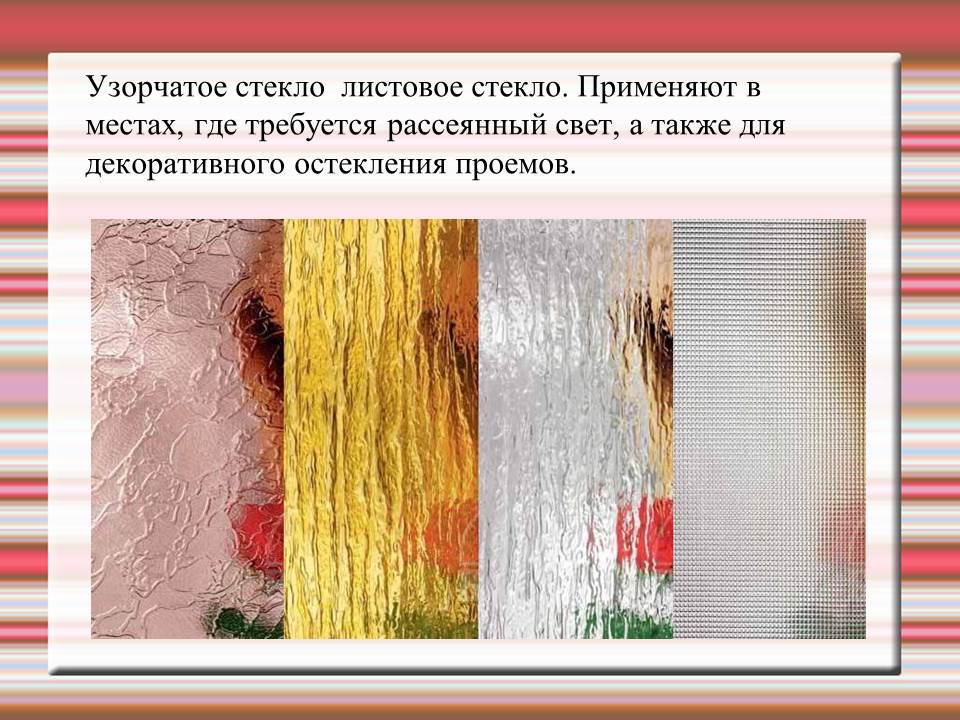 Узорчатое стекло  листовое стекло. Применяют в
местах, где требуется рассеянный свет, а также для
декоративного остекления проемов.